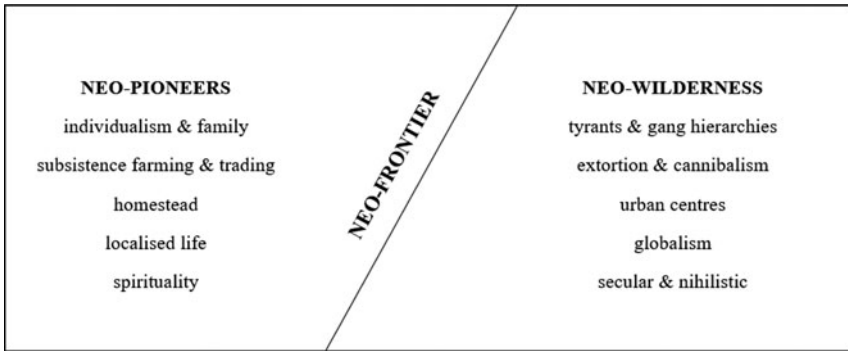 NEO-PIONEERS
individualism & family
subsistence farming & trading
homestead
localised life
spirituality
NEO-FRONTIER
NEO-WILDERNESS
tyrants & gang hierarchies
extortion & cannibalism
urban centres
globalism
secular & nihilistic